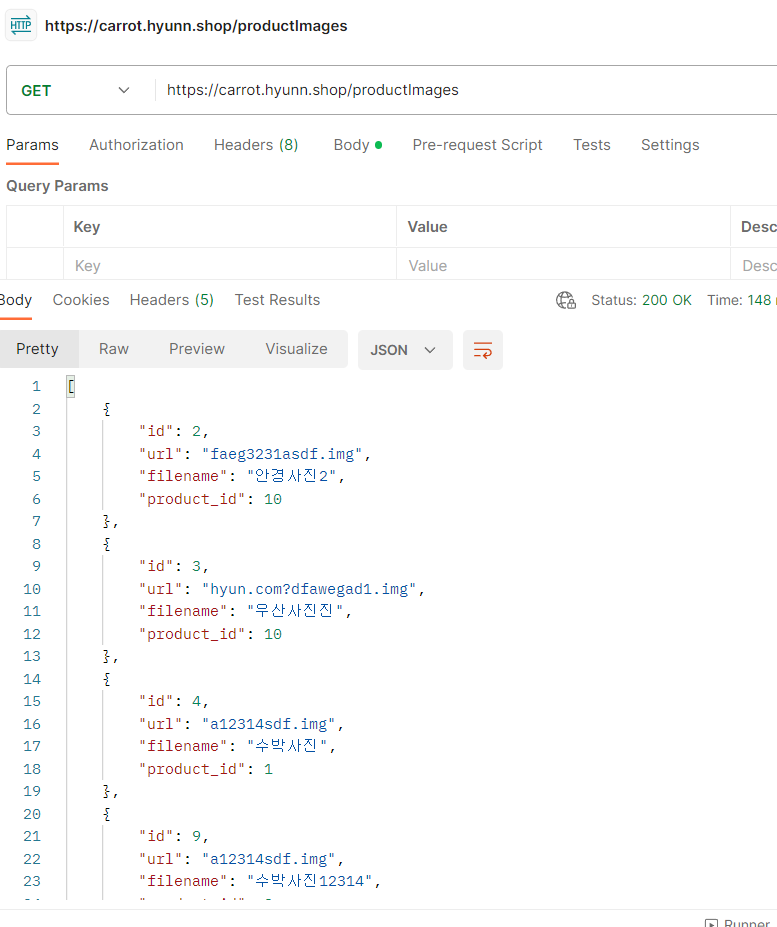 HTTP https://carrot.hyunn.shop/productImages
GET https://carrot.hyunn.shop/productImages
Params Authorization Headers (8) Body Pre-request Script Tests Settings
Query Params
Key Value Desc
Key Value Desc
Body Cookies Headers (5) Test Results Status: 200 OK Time: 148
Pretty Raw Preview Visualize JSON
1 [
2 {
3 "id": 2,
4 "url": "faeg3231asdf.img",
5 "filename": "안경사진2",
6 "product_id": 10
7 },
8 {
9 "id": 3,
10 "url": "hyun.com?dfawegad1.img",
11 "filename": "우산사진진",
12 "product_id": 10
13 },
14 {
15 "id": 4,
16 "url": "a12314sdf.img",
17 "filename": "수박사진",
18 "product_id": 1
19 },
20 {
21 "id": 9,
22 "url": "a12314sdf.img",
23 "filename": "수박사진12314",
Runner